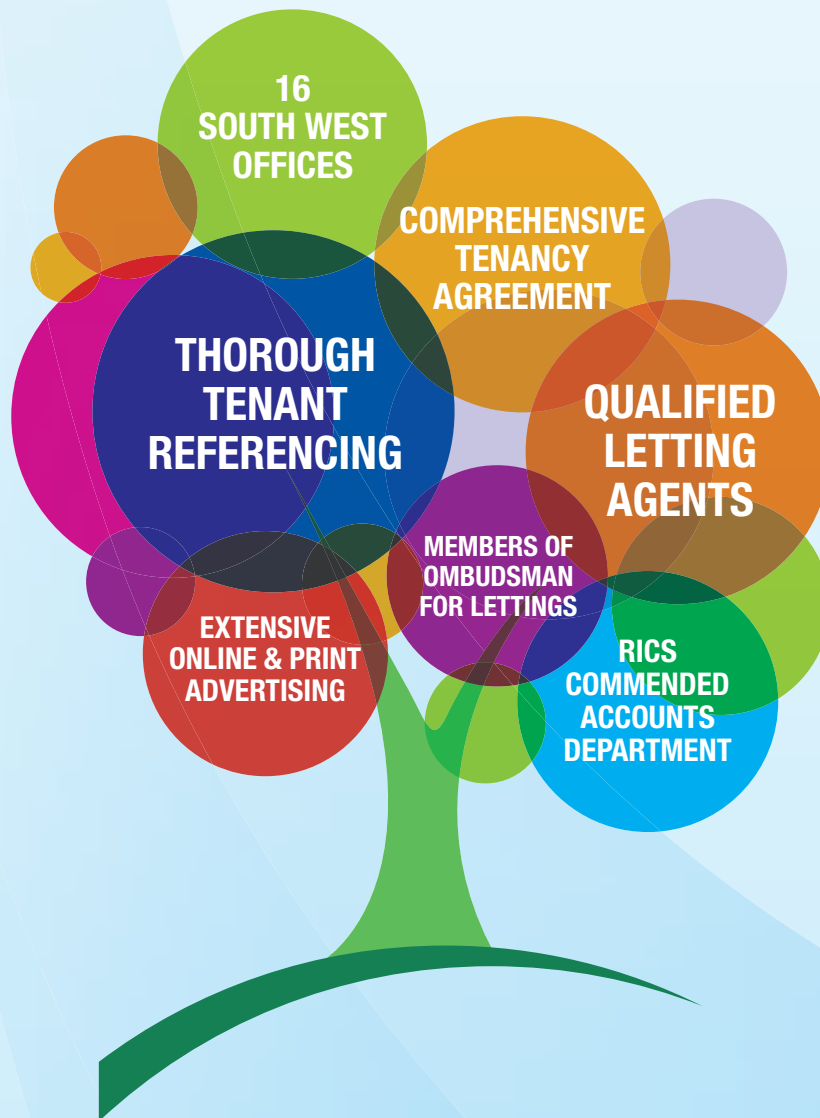 16
SOUTH WEST
OFFICES
COMPREHENSIVE
TENANCY
AGREEMENT
THOROUGH
TENANT
REFERENCING
QUALIFIED
LETTING
AGENTS
MEMBERS OF
OMBUDSMAN
FOR LETTINGS
EXTENSIVE
ONLINE & PRINT
ADVERTISING
RICS
COMMENDED
ACCOUNTS
DEPARTMENT